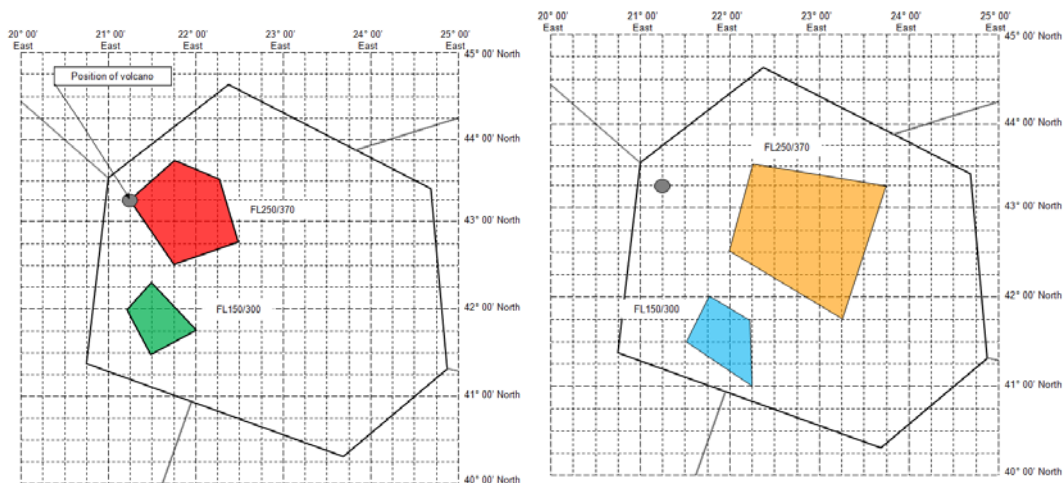 20° 00'
East
21° 00'
East
22° 00'
East
23° 00'
East
24° 00'
East
25° 00'
East
45° 00' North
Position of volcano
44° 00' North
43° 00' North
FL250/370
42° 00' North
FL150/300
41° 00' North
40° 00' North
20° 00'
East
21° 00'
East
22° 00'
East
23° 00'
East
24° 00'
East
25° 00'
East
45° 00' North
44° 00' North
FL250/370
43° 00' North
42° 00' North
FL150/300
41° 00' North
40° 00' North